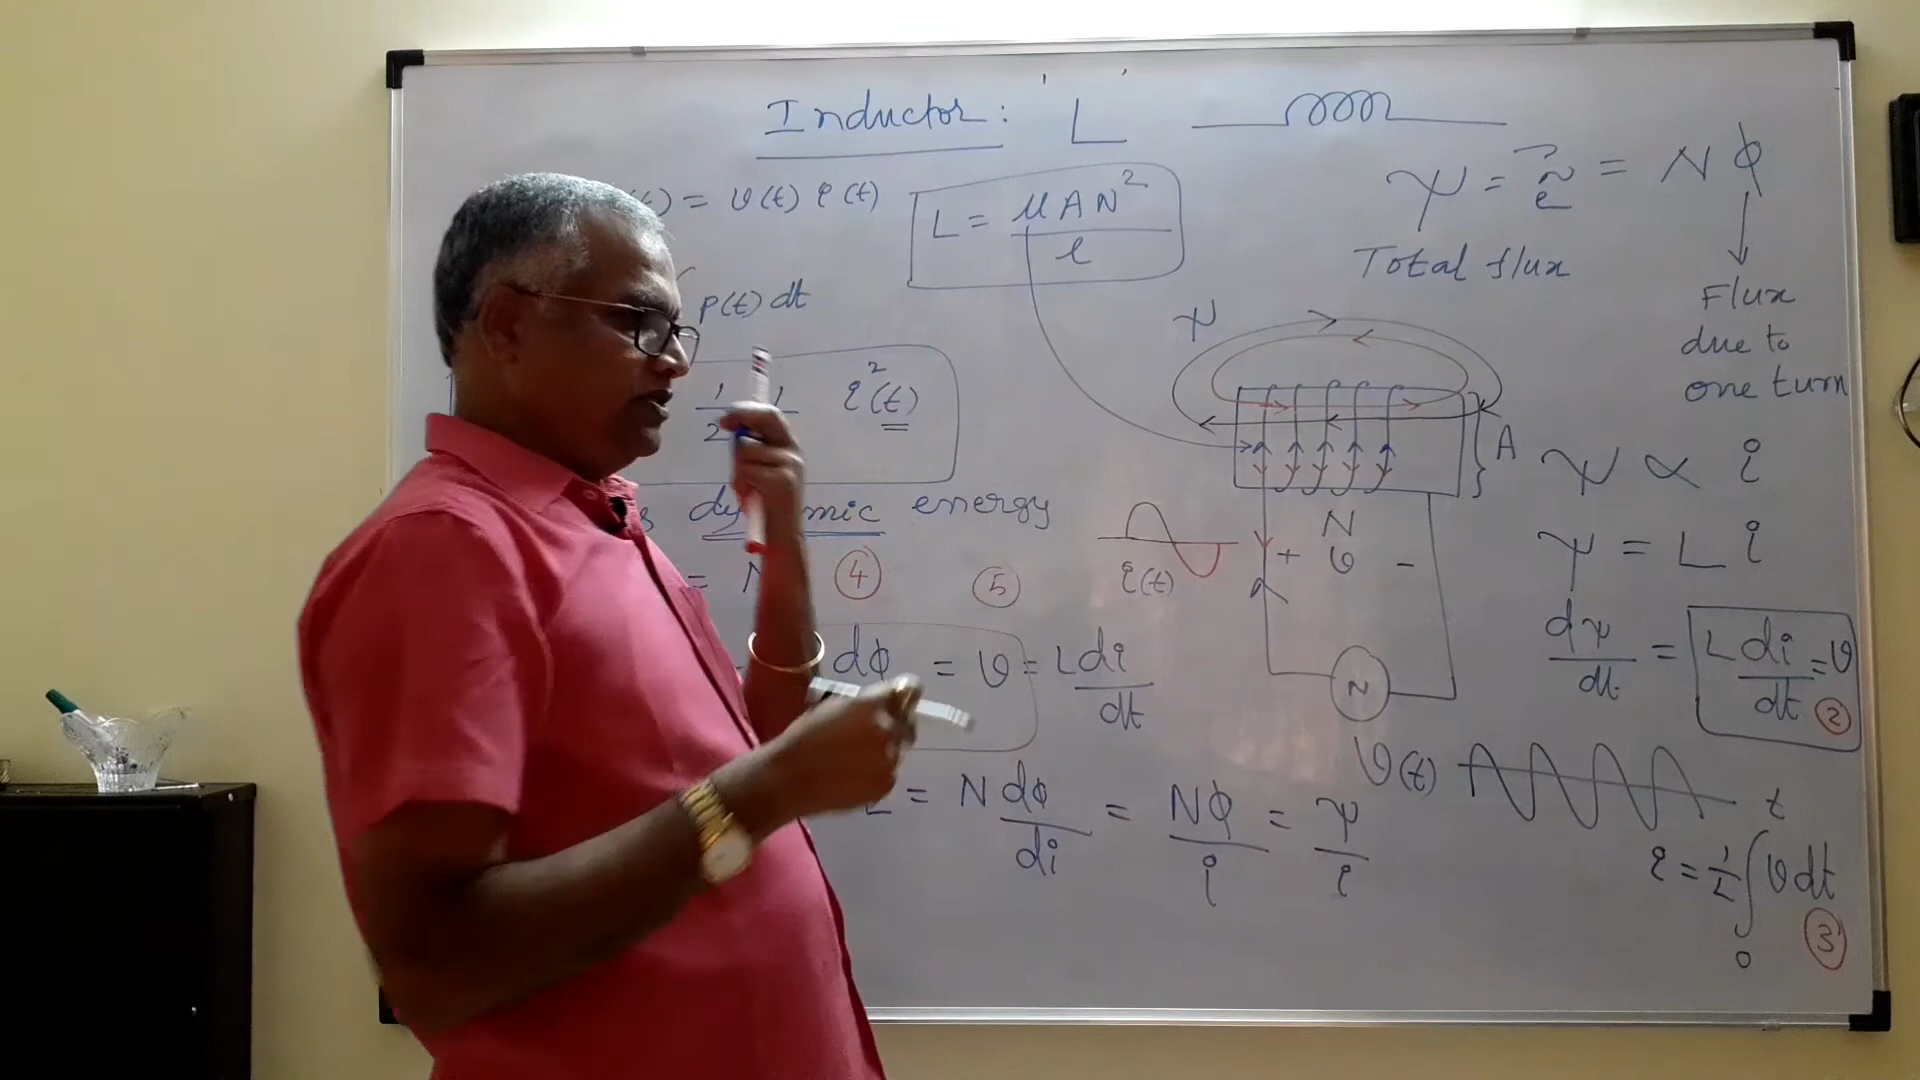 Inductor: 'L'
(t) = v(t) i(t)
L = μAN² / l
ψ = = Nϕ
Total flux
Flux
due to
one turn
p(t) dt
ψ
1/2 i²(t)
A
ψ ∝ i
dynamic energy
N
+ v -
i(t)
ψ = L i
= N
4
5
dψ/dt = L di/dt = v 2
dϕ = v = L di/dt
~
v(t)
t
L = N dϕ/di = Nϕ/i = ψ/i
i = 1/L ∫ v dt
0
3